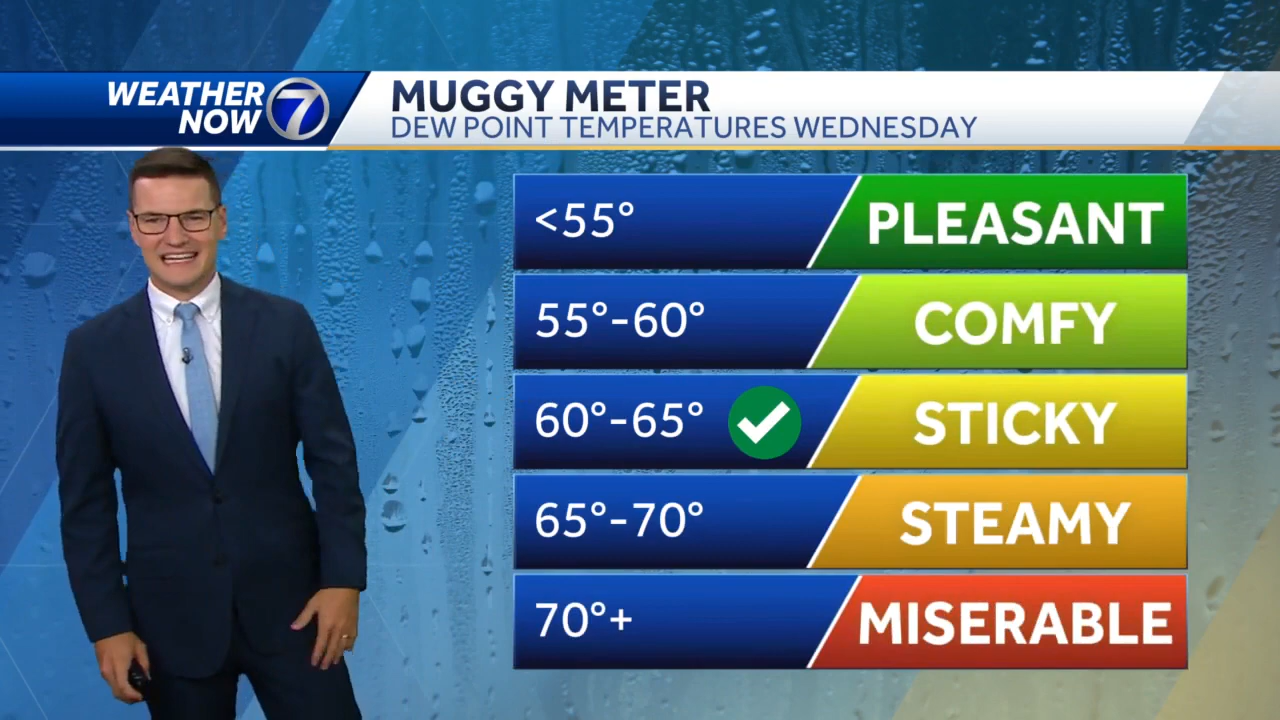 WEATHER
NOW 7
MUGGY METER
DEW POINT TEMPERATURES WEDNESDAY
<55° PLEASANT
55°-60° COMFY
60°-65° STICKY
65°-70° STEAMY
70°+ MISERABLE